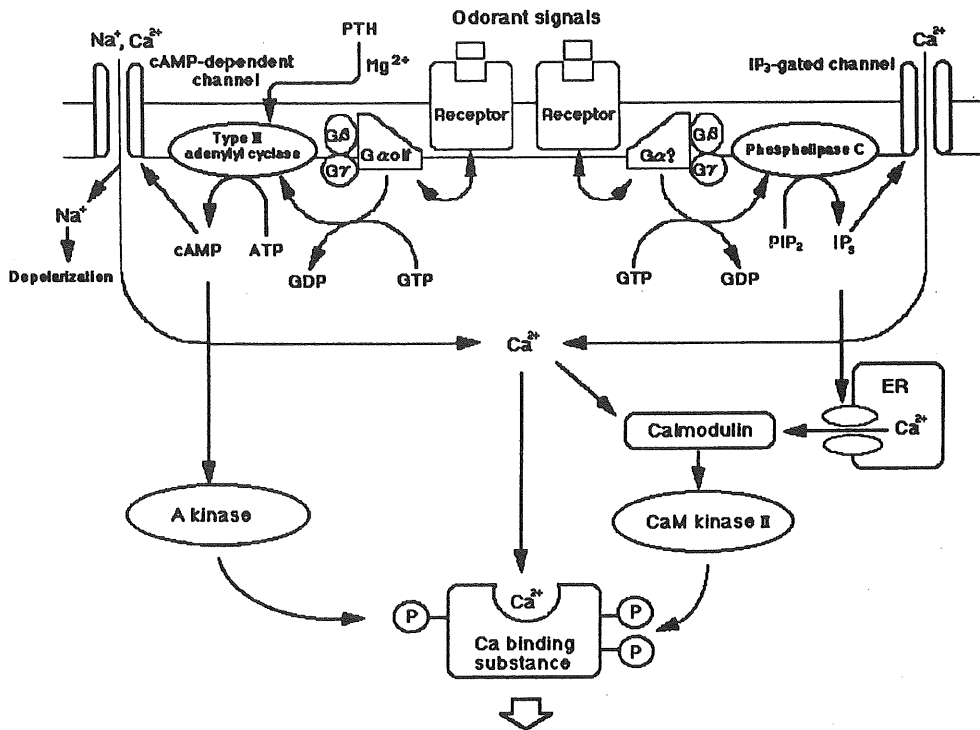 Odorant signals
Na⁺, Ca²⁺
cAMP-dependent
channel
PTH
Mg²⁺
IP₃-gated channel
Ca²⁺
Receptor
Receptor
Type III
adenylyl cyclase
Gβ
Gγ
Gαolf
Gα?
Gβ
Gγ
Phospholipase C
Na⁺
Depolarization
cAMP
ATP
GDP
GTP
GTP
GDP
PIP₂
IP₃
Ca²⁺
ER
Ca²⁺
Calmodulin
A kinase
CaM kinase II
P
Ca²⁺
Ca binding
substance
P
P